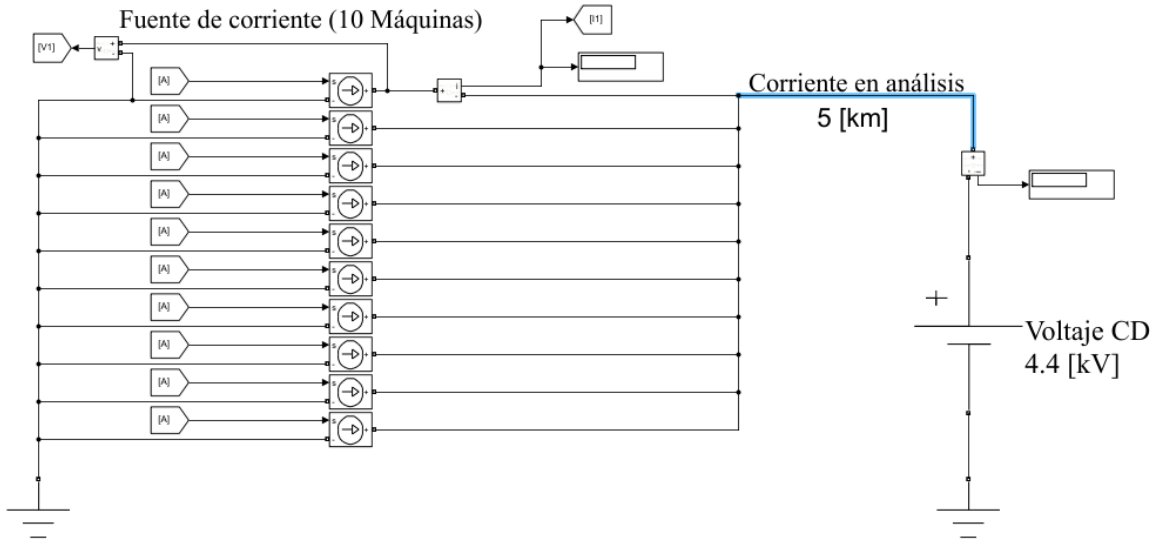 Fuente de corriente (10 Máquinas)
[I1]
[V1]
v
+
-
[A]
s
+
-
+
i
-
Corriente en análisis
5 [km]
[A]
s
+
-
[A]
s
+
-
+
[A]
s
+
-
[A]
s
+
-
[A]
s
+
-
+
[A]
s
+
-
Voltaje CD
4.4 [kV]
[A]
s
+
-
[A]
s
+
-
[A]
s
+
-